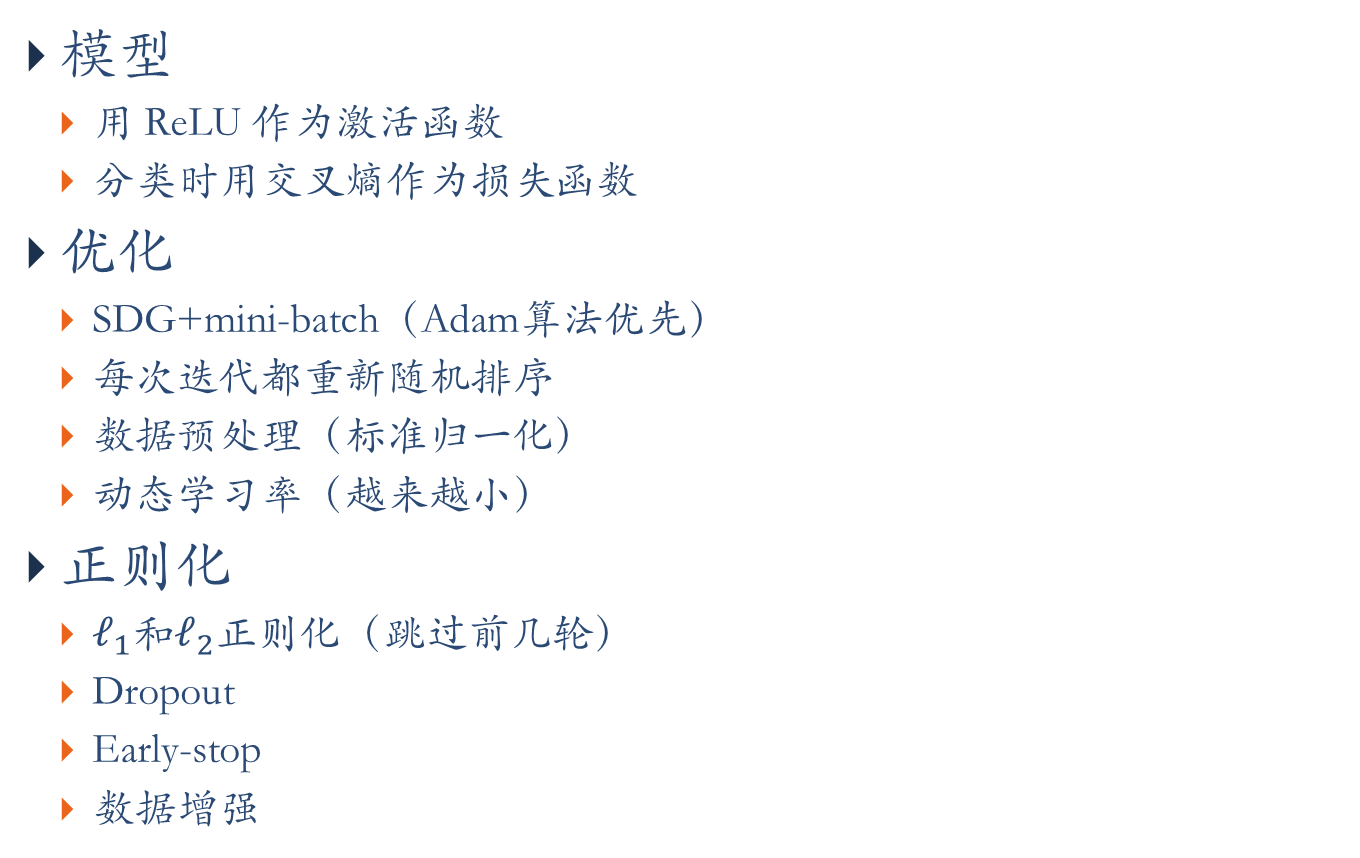 模型
用 ReLU 作为激活函数
分类时用交叉熵作为损失函数
优化
SDG+mini-batch（Adam算法优先）
每次迭代都重新随机排序
数据预处理（标准归一化）
动态学习率（越来越小）
正则化
ℓ₁和ℓ₂正则化（跳过前几轮）
Dropout
Early-stop
数据增强